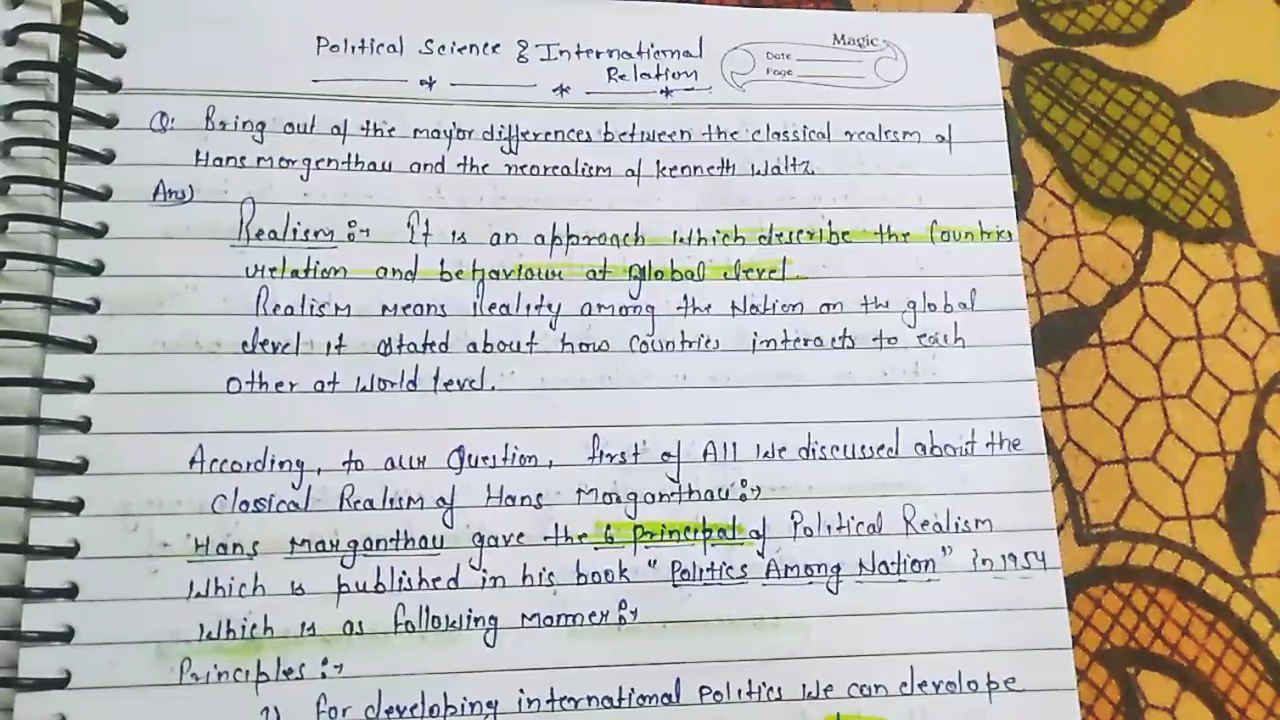 Political Science & International
Relation
Magic
Date
Page
Q: Bring out of the mayor differences between the classical realism of
Hans morgenthau and the neorealism of kenneth Waltz.
Ans)
Realism :→ It is an approach which describe the Countries
relation and behaviour at global level.
Realism means Reality among the Nation on the global
level it stated about how Countries interacts to each
Other at World level.
According, to our Question, first of All We discussed about the
Classical Realism of Hans Morganthau :→
Hans Morganthau gave the 6 principal of Political Realism
Which is published in his book "Politics Among Nation" in 1954
Which is as following Manner :→
Principles :→
1) for developing international Politics We can develope